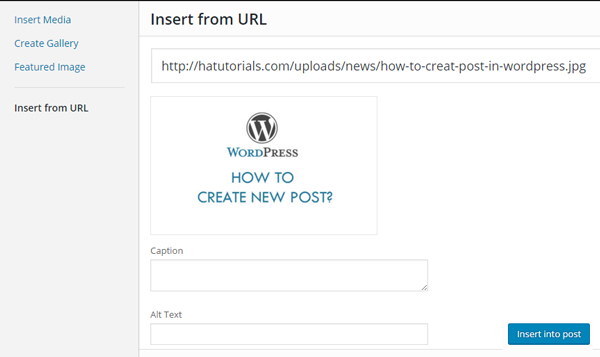 Insert Media
Create Gallery
Featured Image
Insert from URL
Insert from URL
http://hatutorials.com/uploads/news/how-to-creat-post-in-wordpress.jpg
WORDPRESS
HOW TO
CREATE NEW POST?
Caption
Alt Text
Insert into post